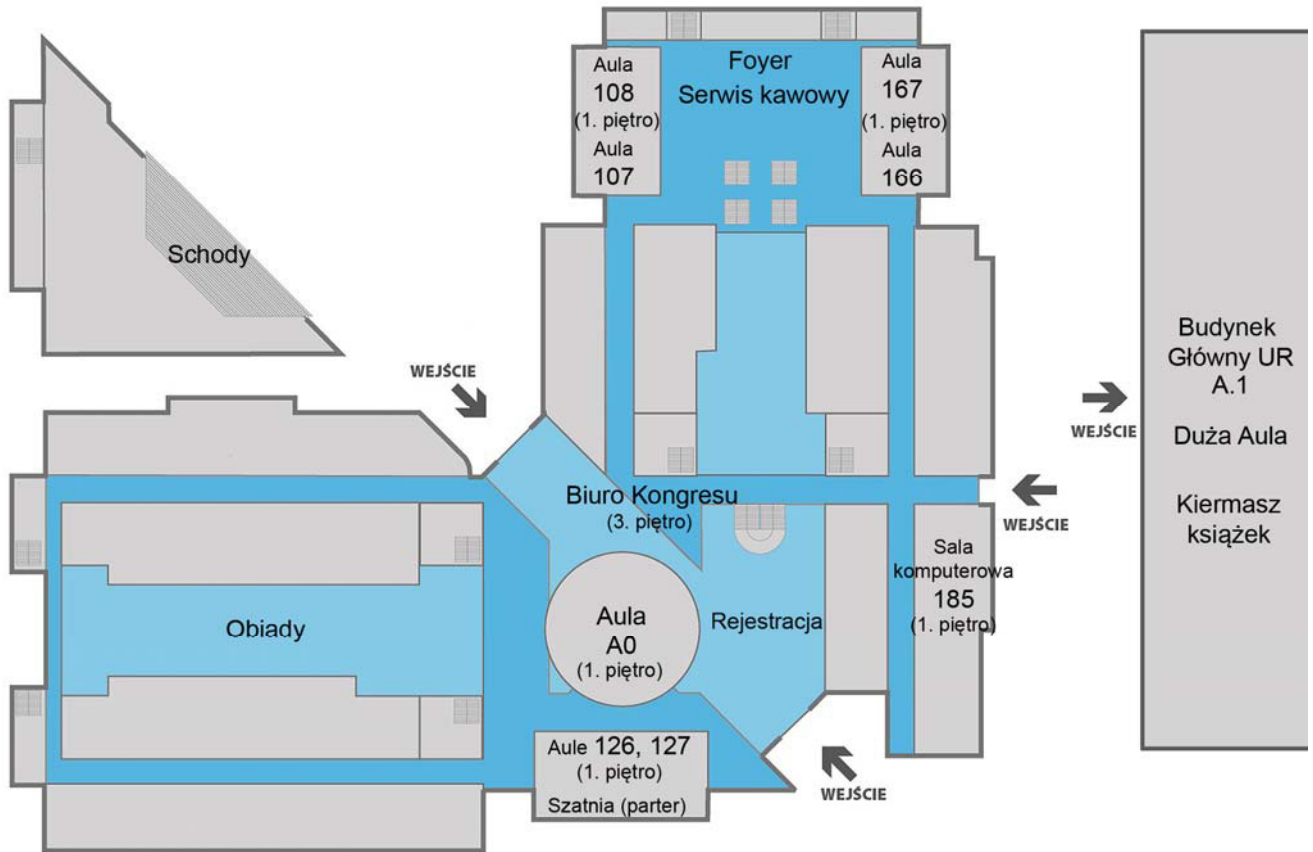 Aula
108
(1. piętro)
Aula
107
Foyer
Serwis kawowy
Aula
167
(1. piętro)
Aula
166
Schody
WEJŚCIE
Budynek
Główny UR
A.1
Duża Aula
Kiermasz
książek
WEJŚCIE
Biuro Kongresu
(3. piętro)
WEJŚCIE
Sala
komputerowa
185
(1. piętro)
Obiady
Aula
A0
(1. piętro)
Rejestracja
Aule 126, 127
(1. piętro)
Szatnia (parter)
WEJŚCIE